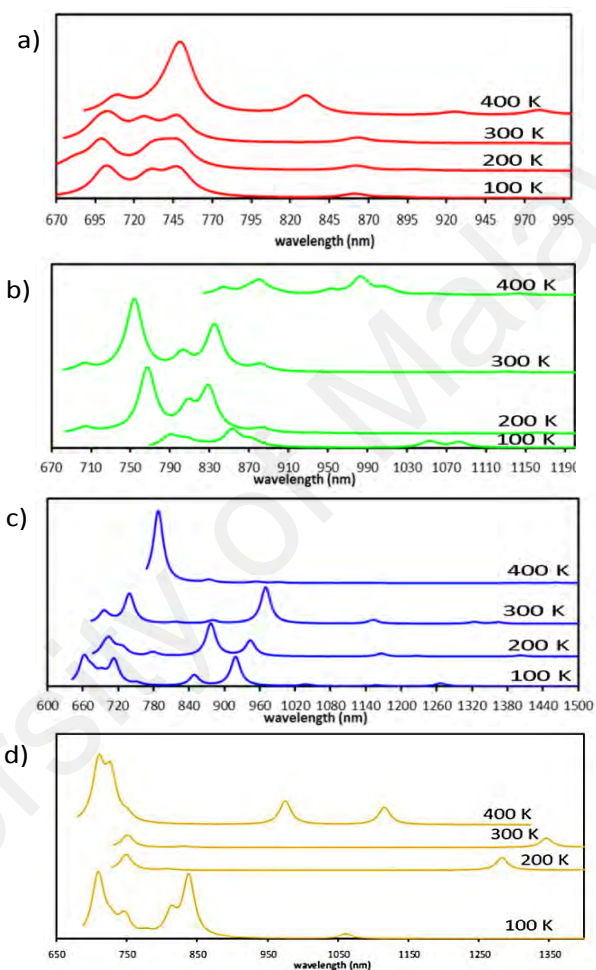 a)
400 K
300 K
200 K
100 K
670 695 720 745 770 795 820 845 870 895 920 945 970 995
wavelength (nm)
b)
400 K
300 K
200 K
100 K
670 710 750 790 830 870 910 950 990 1030 1070 1110 1150 1190
wavelength (nm)
c)
400 K
300 K
200 K
100 K
600 660 720 780 840 900 960 1020 1080 1140 1200 1260 1320 1380 1440 1500
wavelength (nm)
d)
400 K
300 K
200 K
100 K
650 750 850 950 1050 1150 1250 1350
wavelength (nm)
ersity of Malay